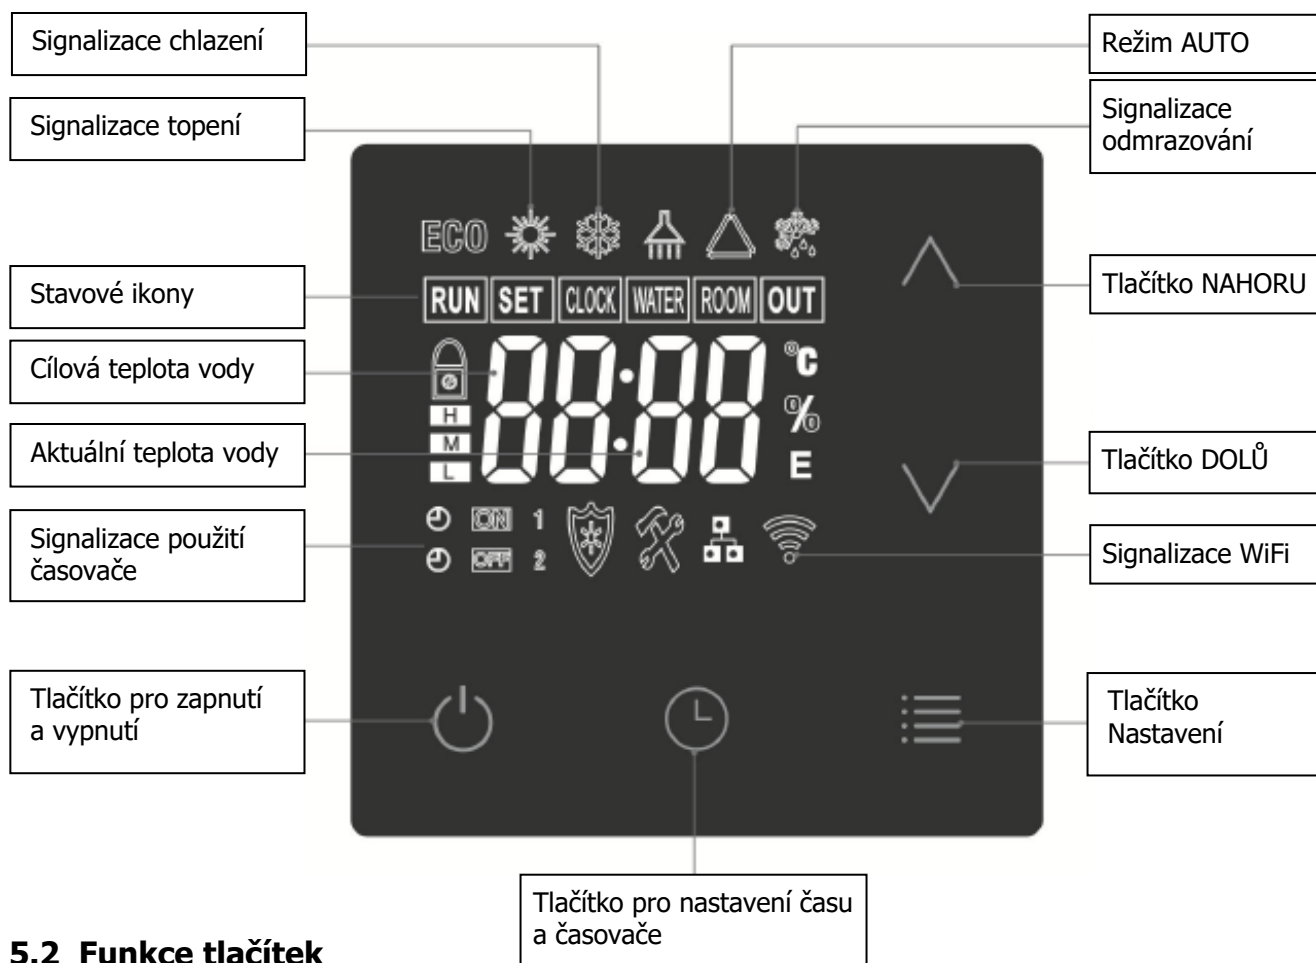 Signalizace chlazení
Režim AUTO
Signalizace topení
Signalizace
odmrazování
ECO
Stavové ikony
RUN SET CLOCK WATER ROOM OUT
Tlačítko NAHORU
Cílová teplota vody
88:88 °C
%
H
M
L
E
Aktuální teplota vody
Tlačítko DOLŮ
Signalizace použití
časovače
ON 1
OFF 2
Signalizace WiFi
Tlačítko pro zapnutí
a vypnutí
Tlačítko
Nastavení
Tlačítko pro nastavení času
a časovače
5.2 Funkce tlačítek